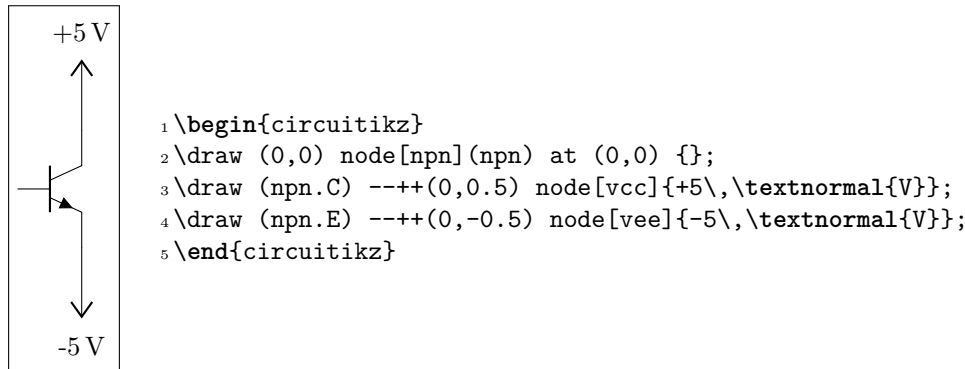 +5 V
-5 V
1 \begin{circuitikz}
2 \draw (0,0) node[npn](npn) at (0,0) {};
3 \draw (npn.C) --++(0,0.5) node[vcc]{+5\,\textnormal{V}};
4 \draw (npn.E) --++(0,-0.5) node[vee]{-5\,\textnormal{V}};
5 \end{circuitikz}